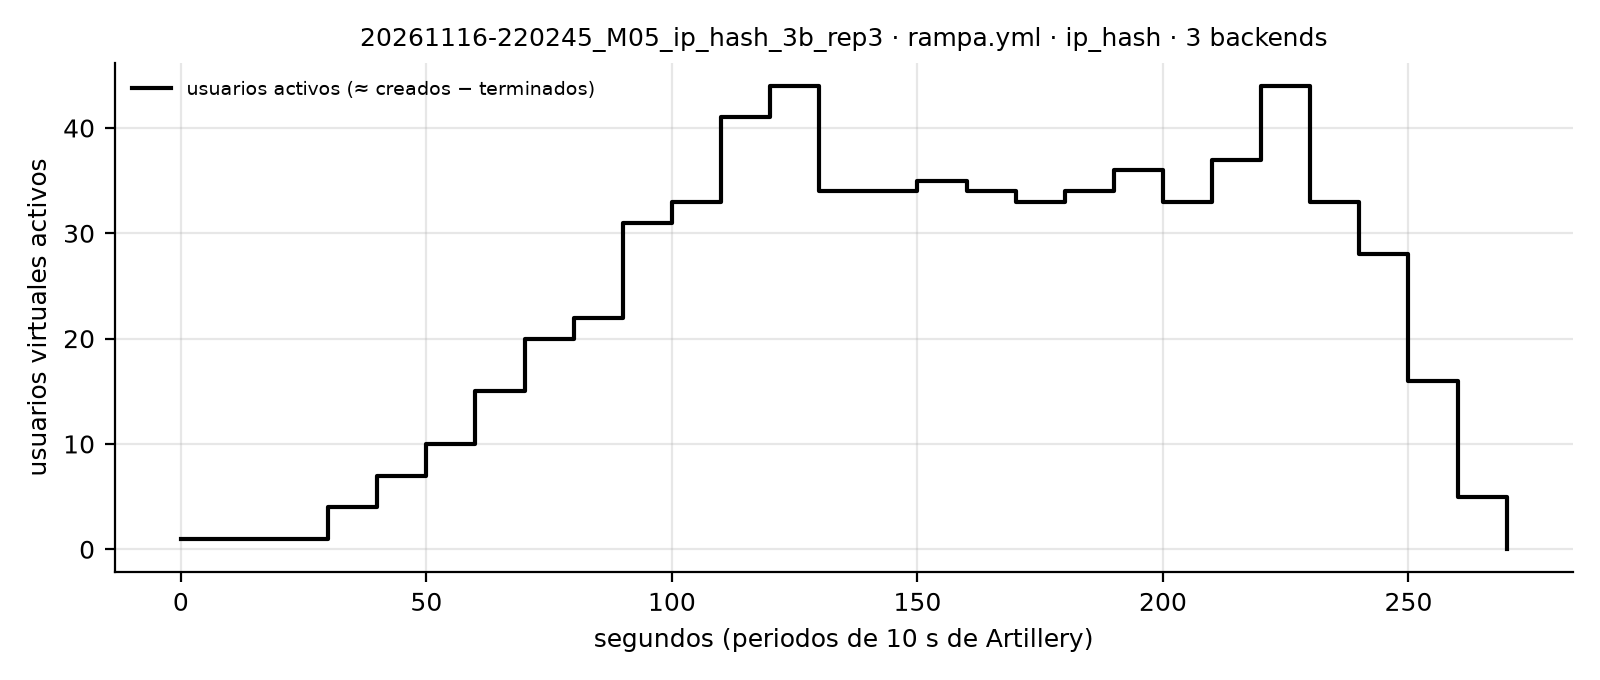 20261116-220245_M05_ip_hash_3b_rep3 · rampa.yml · ip_hash · 3 backends
usuarios activos (≈ creados − terminados)
usuarios virtuales activos
40
30
20
10
0
0 50 100 150 200 250
segundos (periodos de 10 s de Artillery)